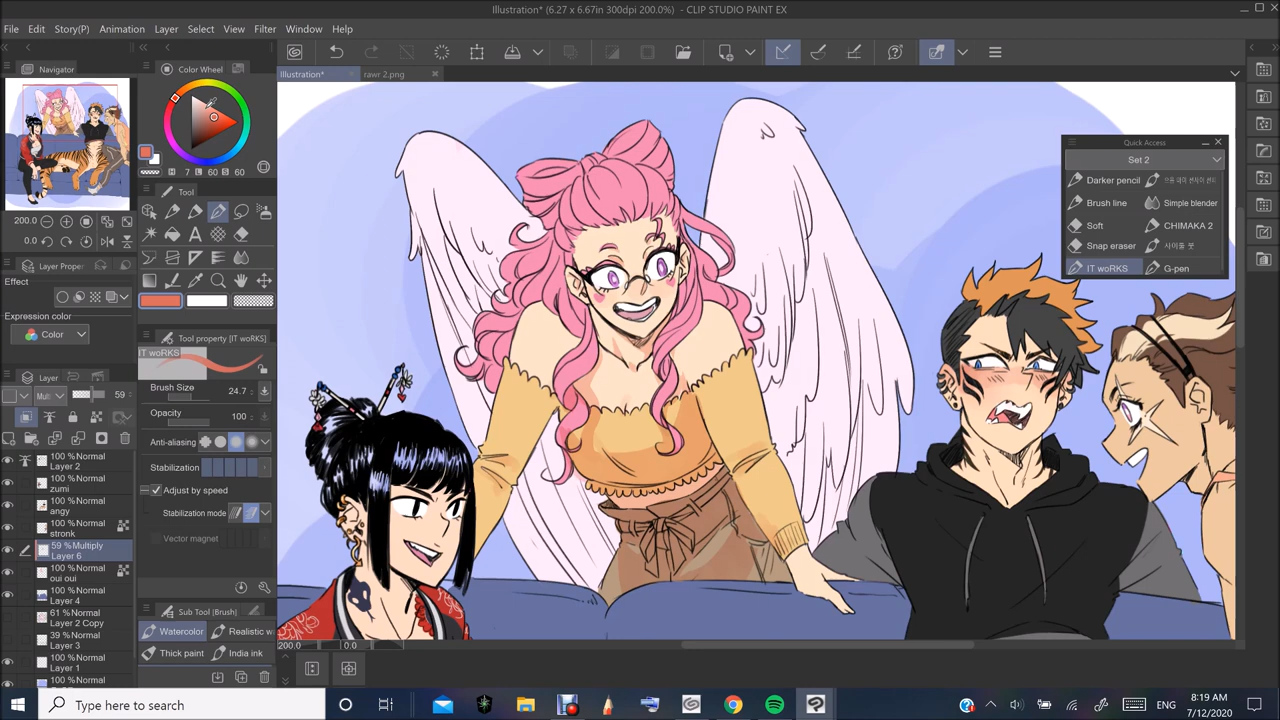 Illustration* (6.27 x 6.67in 300dpi 200.0%) - CLIP STUDIO PAINT EX
File Edit Story(P) Animation Layer Select View Filter Window Help
Navigator
Color Wheel
Illustration*
rawr 2.png
Quick Access
Set 2
Darker pencil
Brush line
Simple blender
Soft
CHIMAKA 2
Snap eraser
IT woRKS
G-pen
H 7 L 60 S 60
Tool
200.0
0.0
Layer Proper
Effect
Expression color
Color
Tool property [IT woRKS]
IT woRKS
Brush Size 24.7
Opacity 100
Anti-aliasing
Stabilization
Adjust by speed
Stabilization mode
Vector magnet
Layer
Mult 59
100 %Normal
Layer 2
100 %Normal
zumi
100 %Normal
angy
100 %Normal
stronk
59 %Multiply
Layer 6
100 %Normal
oui oui
100 %Normal
Layer 4
61 %Normal
Layer 2 Copy
39 %Normal
Layer 3
100 %Normal
Layer 1
100 %Normal
Sub Tool [Brush]
Watercolor
Realistic w
Thick paint
India ink
200.0 0.0
Type here to search
ENG
8:19 AM
7/12/2020